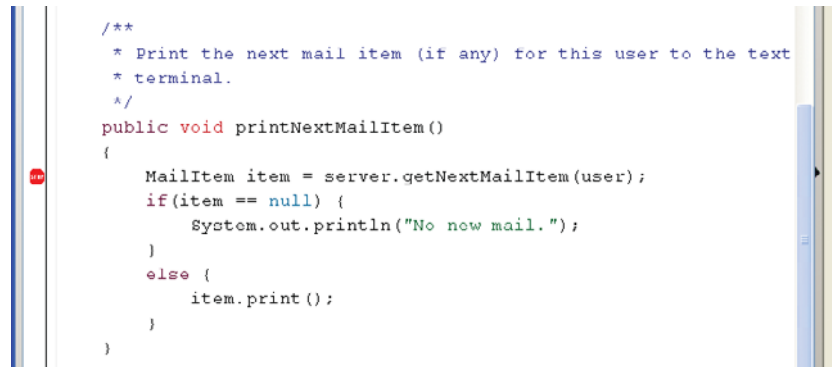 /**
 * Print the next mail item (if any) for this user to the text
 * terminal.
 */
public void printNextMailItem()
{
    MailItem item = server.getNextMailItem(user);
    if(item == null) {
        System.out.println("No new mail.");
    }
    else {
        item.print();
    }
}